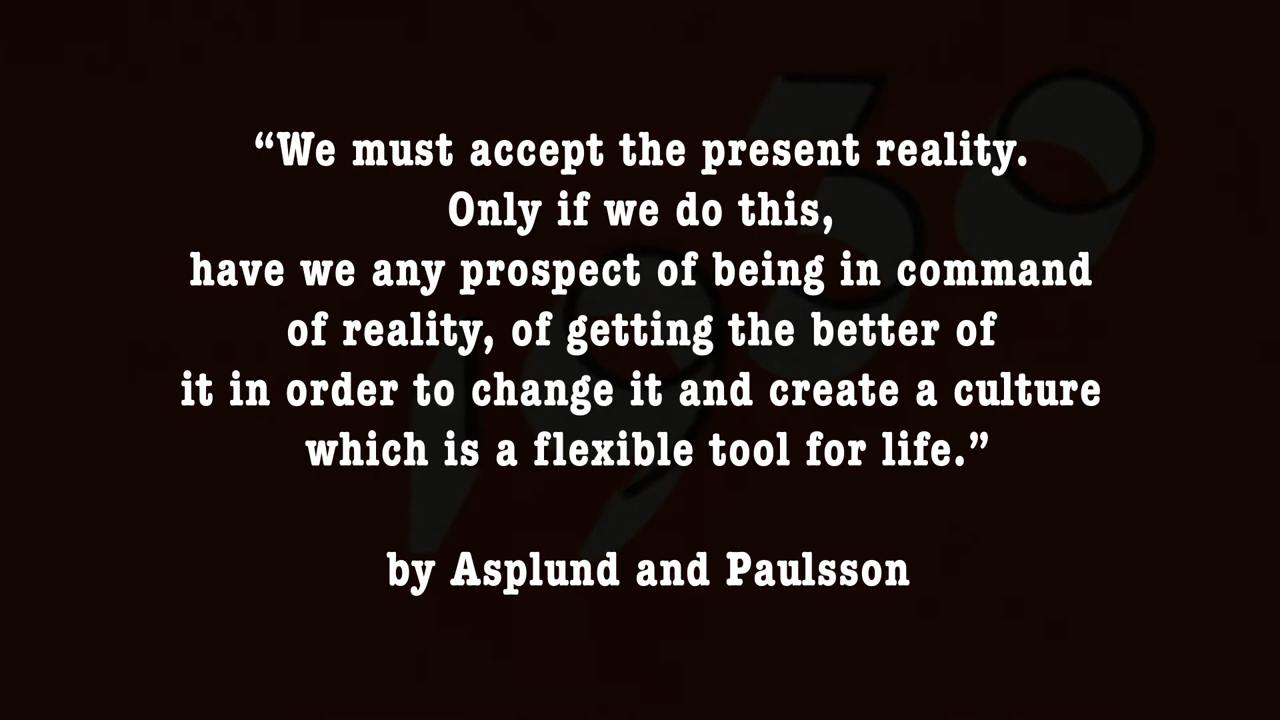 “We must accept the present reality.
Only if we do this,
have we any prospect of being in command
of reality, of getting the better of
it in order to change it and create a culture
which is a flexible tool for life.”
by Asplund and Paulsson
1930